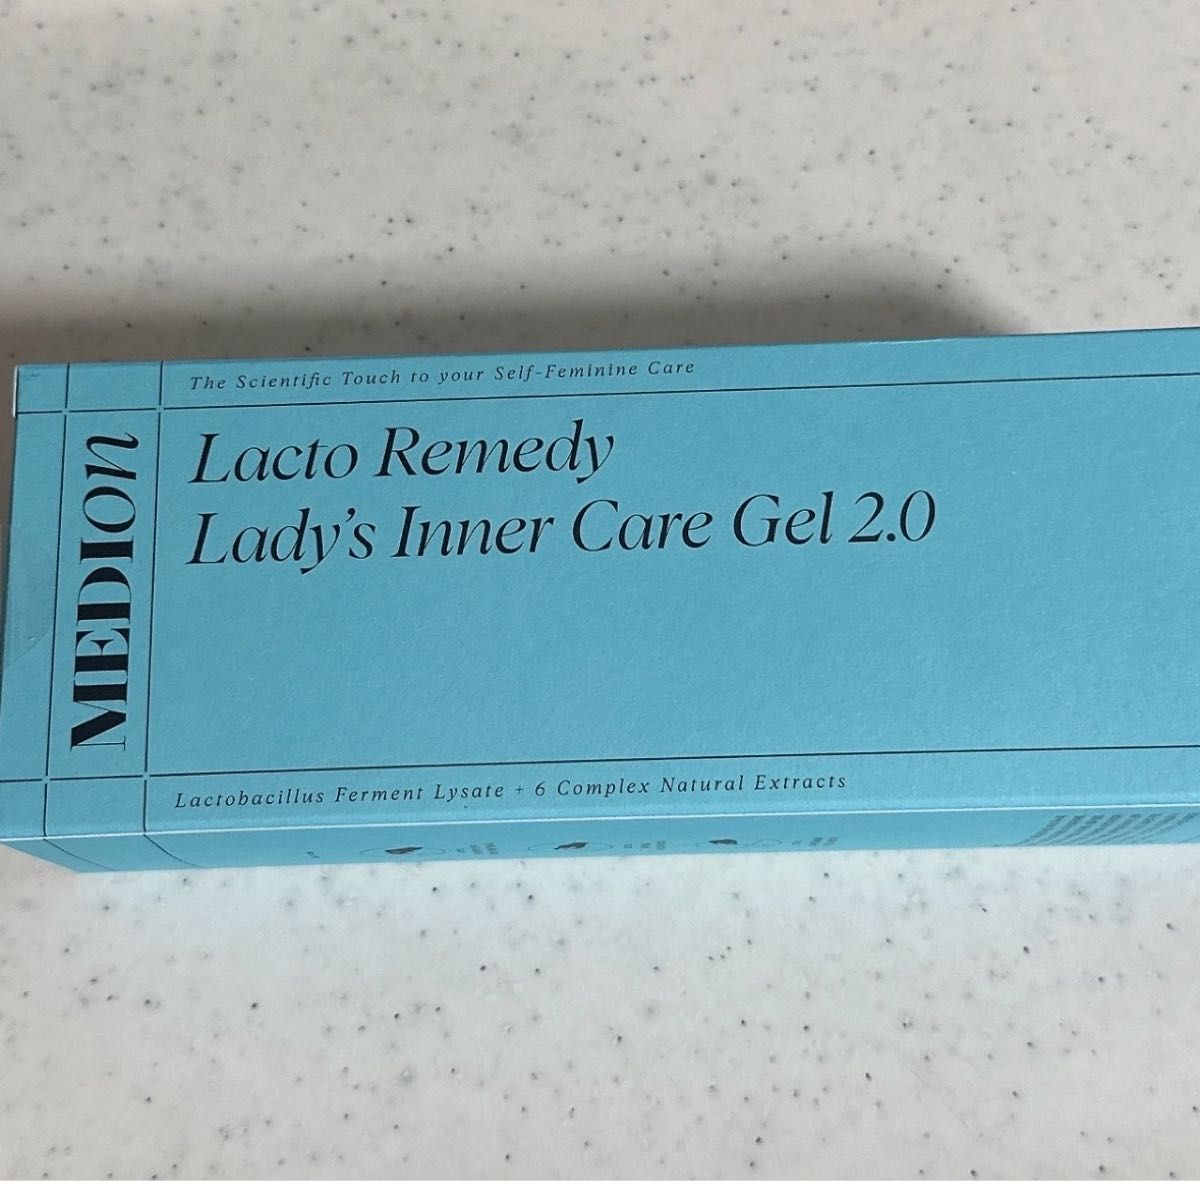 The Scientific Touch to your Self-Feminine Care
MEDION
Lacto Remedy
Lady's Inner Care Gel 2.0
Lactobacillus Ferment Lysate + 6 Complex Natural Extracts